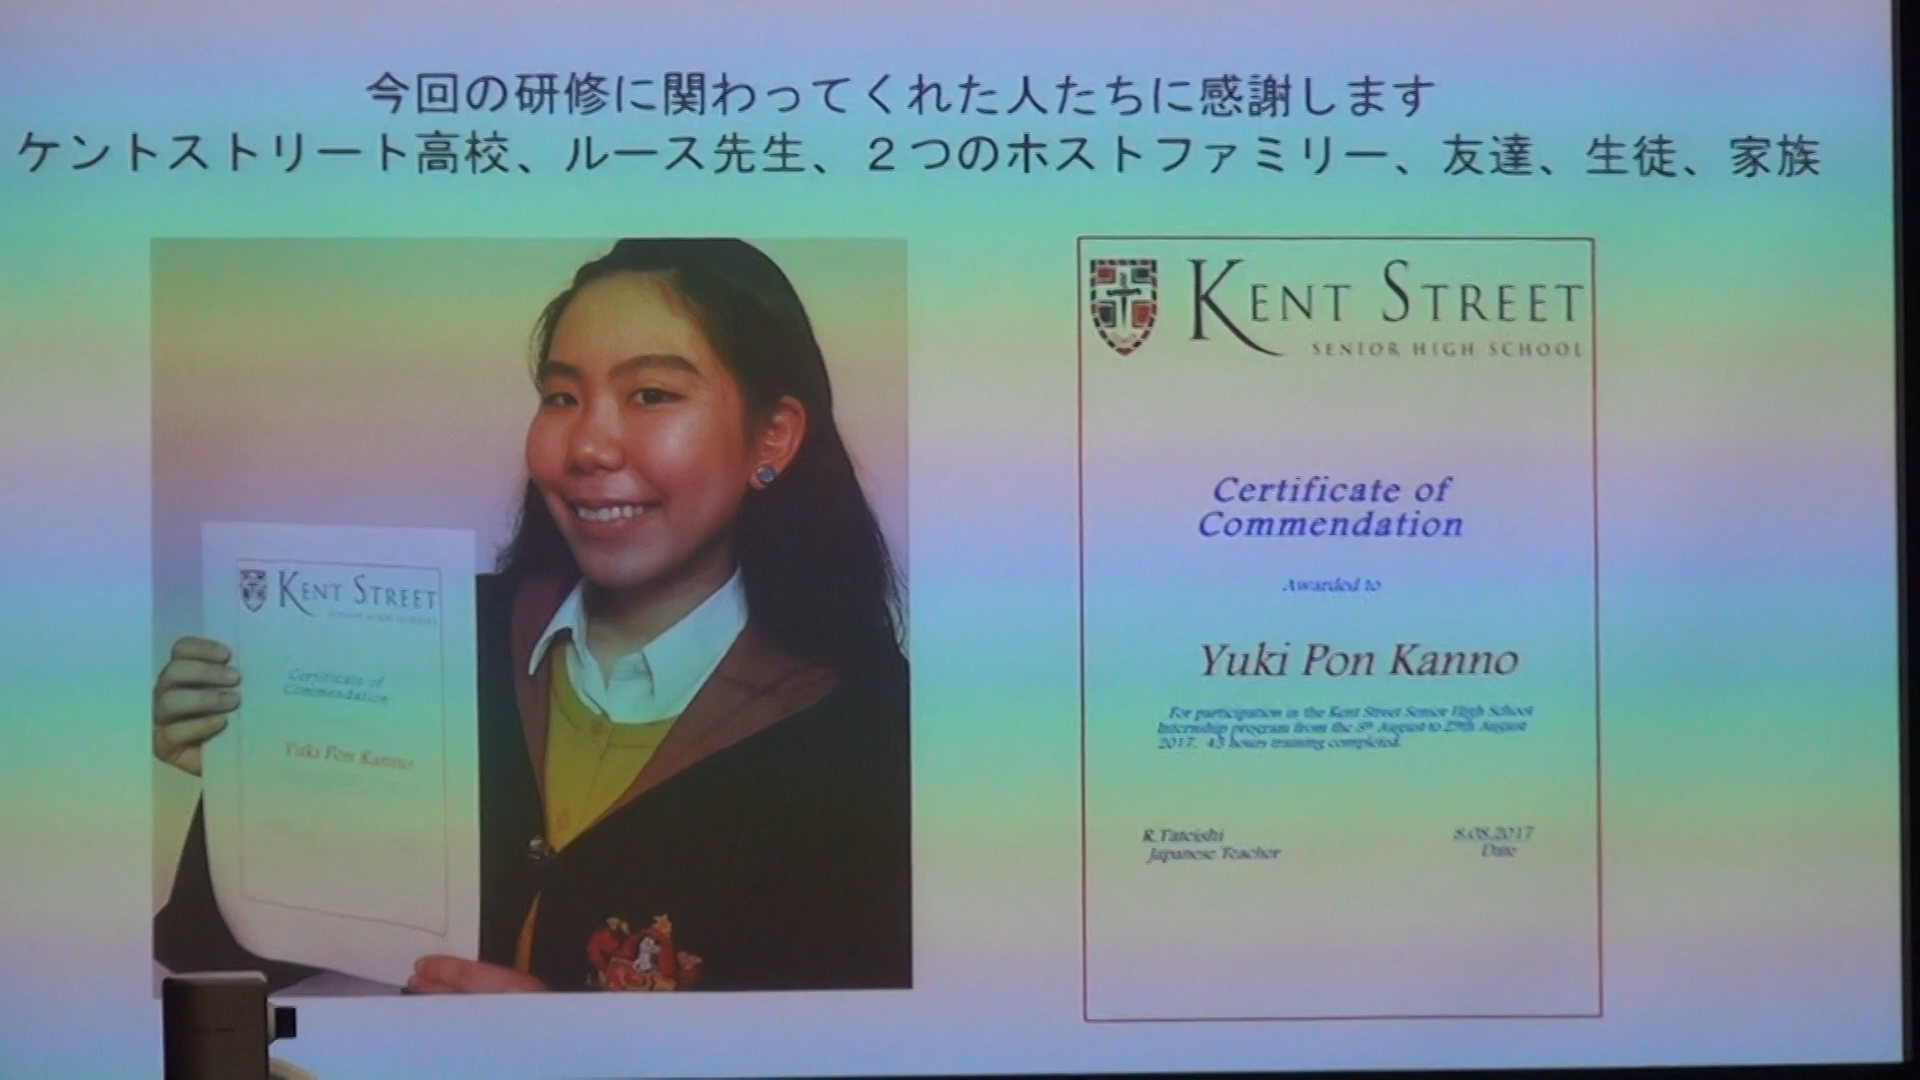 今回の研修に関わってくれた人たちに感謝します
ケントストリート高校、ルース先生、２つのホストファミリー、友達、生徒、家族
KENT STREET
Certificate of
Commendation
Yuki Pon Kanno
KENT STREET
SENIOR HIGH SCHOOL
Certificate of
Commendation
Awarded to
Yuki Pon Kanno
For participation in the Kent Street Senior High School
Internship program from the August to August
2017. hours training completed.
R.Tateishi
Japanese Teacher
8.08.2017
Date